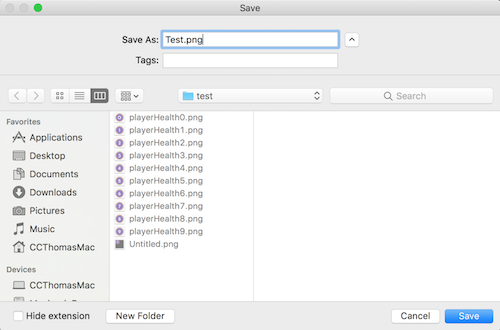 Save
Save As: Test.png
Tags:
test
Search
Favorites
Applications
Desktop
Documents
Downloads
Pictures
Music
CCThomasMac
Devices
CCThomasMac
playerHealth0.png
playerHealth1.png
playerHealth2.png
playerHealth3.png
playerHealth4.png
playerHealth5.png
playerHealth6.png
playerHealth7.png
playerHealth8.png
playerHealth9.png
Untitled.png
Hide extension
New Folder
Cancel
Save